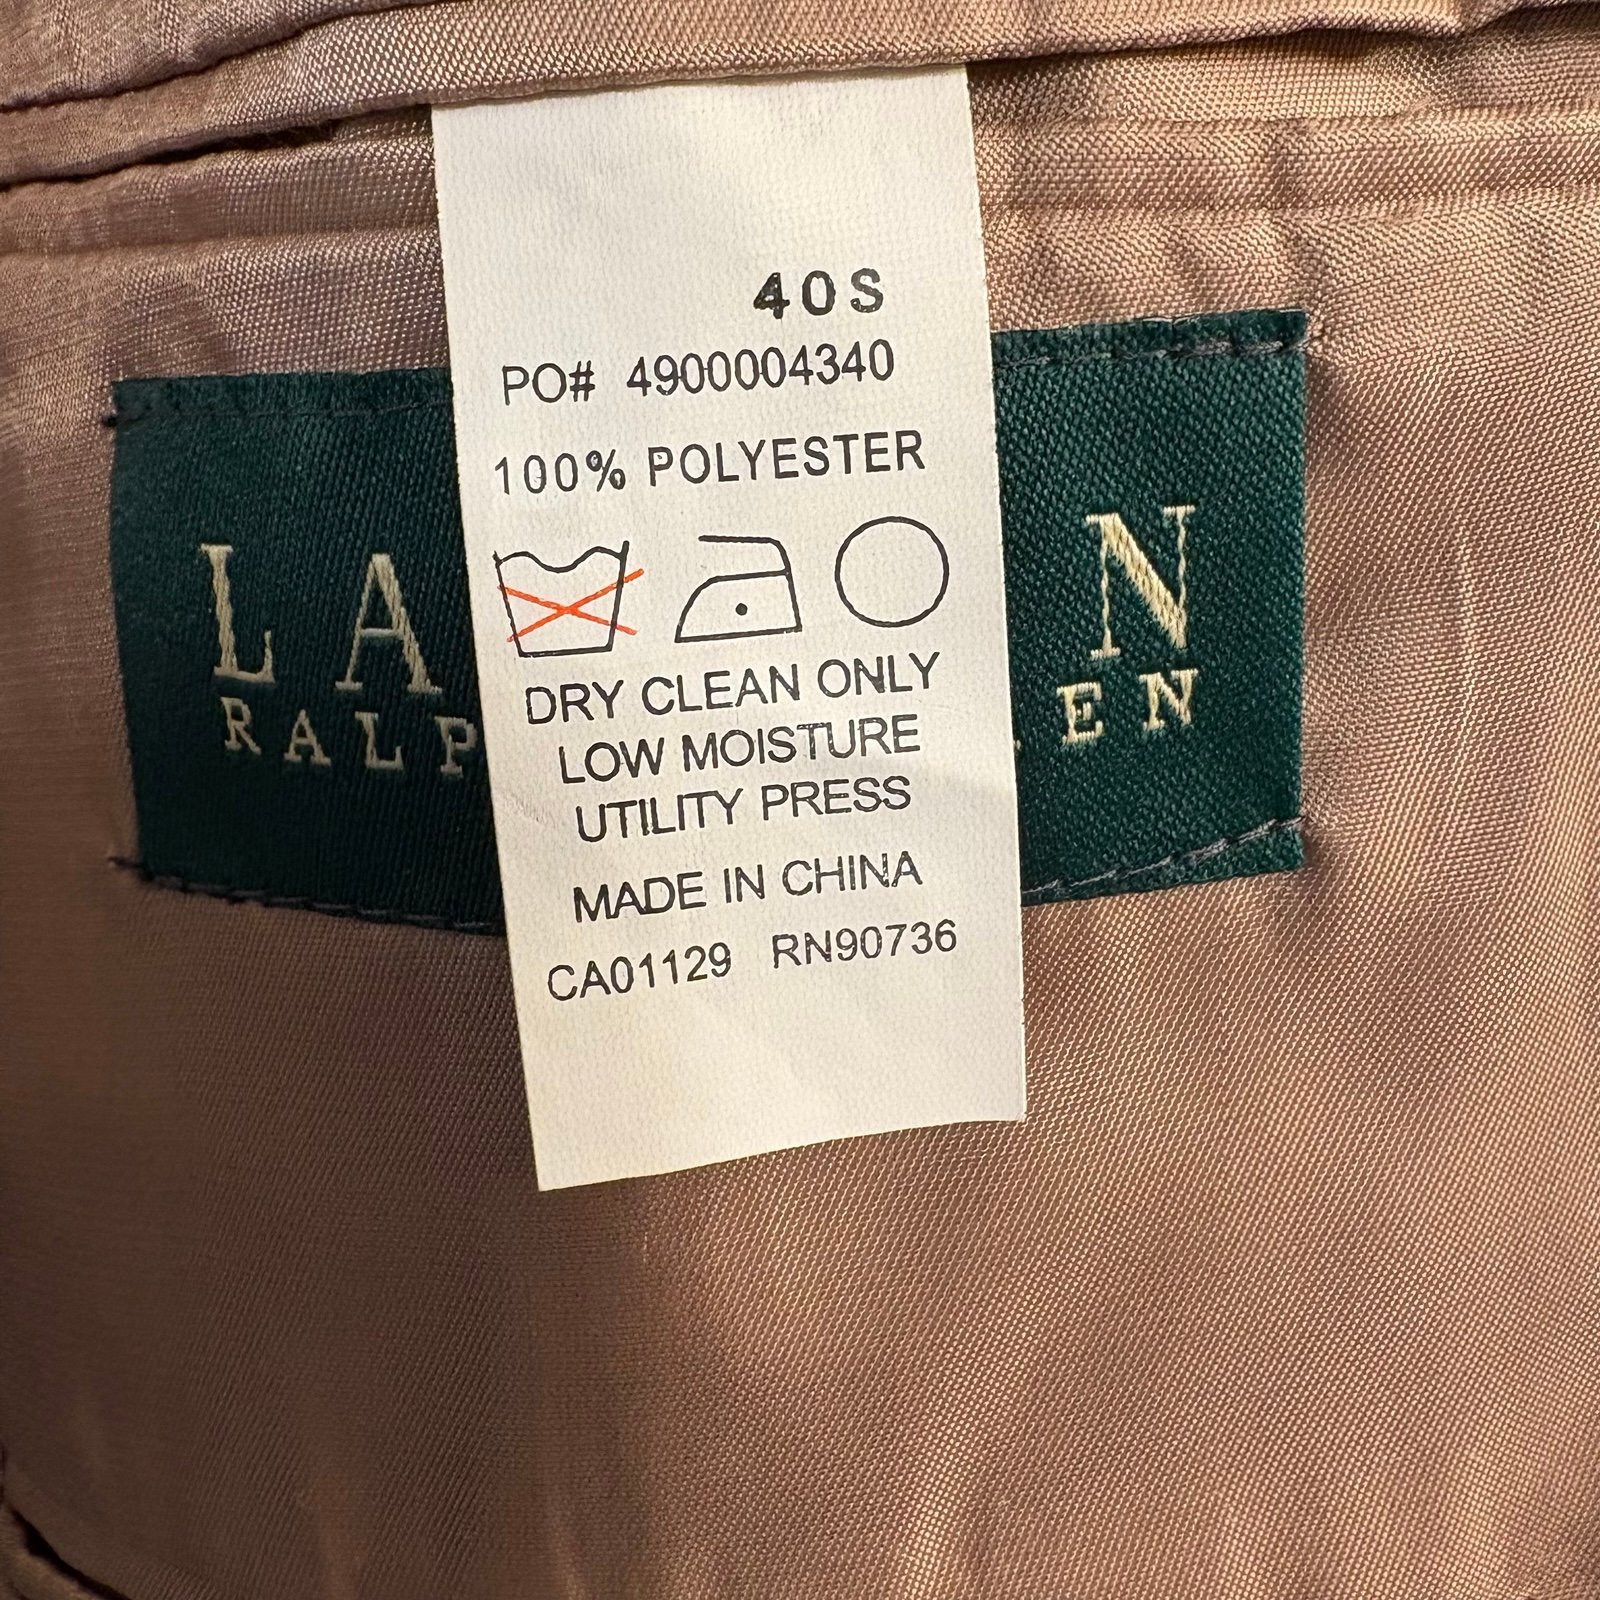 40S
PO# 4900004340
100% POLYESTER
DRY CLEAN ONLY
LOW MOISTURE
UTILITY PRESS
MADE IN CHINA
CA01129 RN90736
LA N
RALP EN